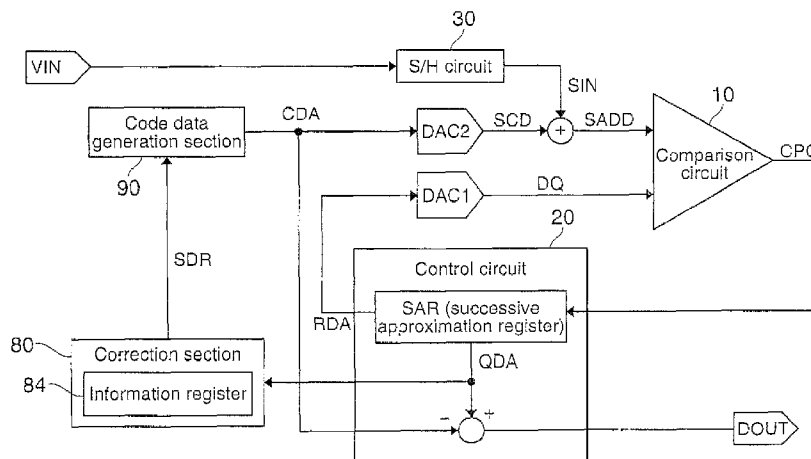 30
VIN
S/H circuit
SIN
10
Code data
generation section
CDA
DAC2
SCD
+
SADD
Comparison
circuit
CPQ
90
DAC1
DQ
20
SDR
Control circuit
SAR (successive
approximation register)
RDA
80
Correction section
QDA
84
Information register
-
+
DOUT